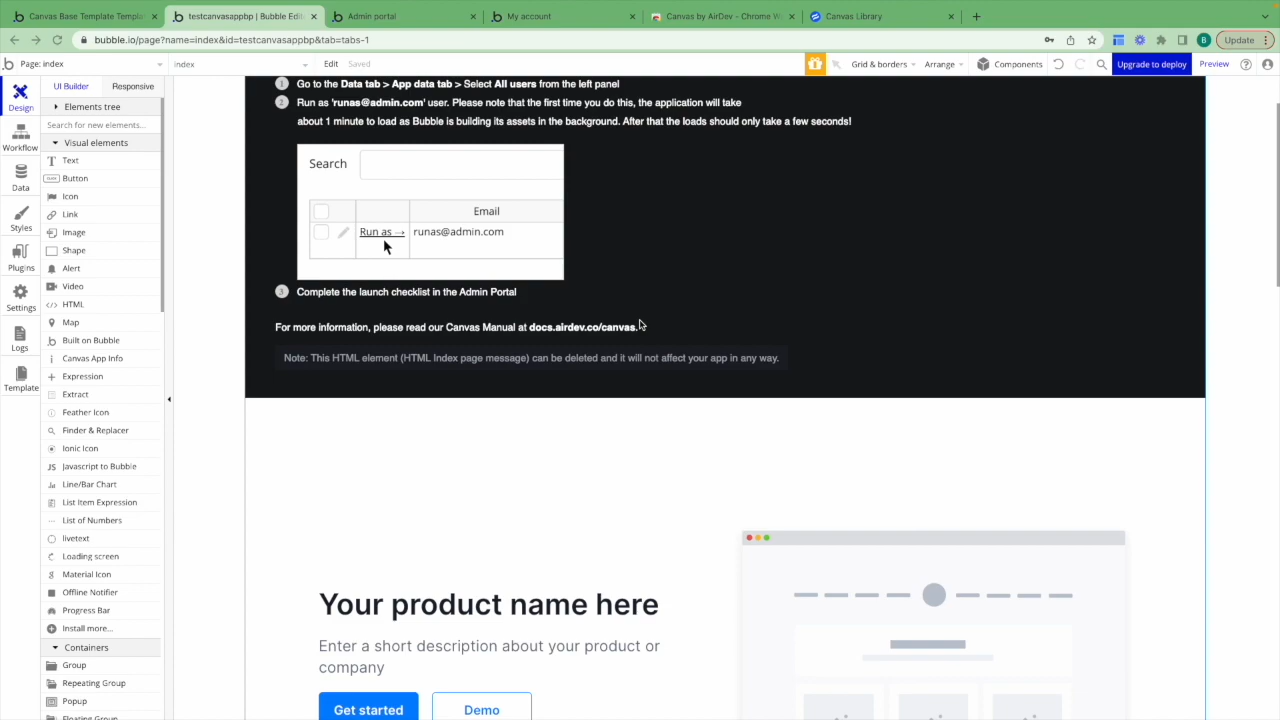 Canvas Base Template Templat
testcanvasappbp | Bubble Edit
Admin portal
My account
Canvas by AirDev - Chrome W
Canvas Library
bubble.io/page?name=index&id=testcanvasappbp&tab=tabs-1
B
Update
Page: index
index
Edit
Saved
Grid & borders
Arrange
Components
Upgrade to deploy
Preview
Design
Workflow
Data
Styles
Plugins
Settings
Logs
Template
UI Builder
Responsive
Elements tree
Search for new elements...
Visual elements
Text
Button
Icon
Link
Image
Shape
Alert
Video
HTML
Map
Built on Bubble
Canvas App Info
Expression
Extract
Feather Icon
Finder & Replacer
Ionic Icon
Javascript to Bubble
Line/Bar Chart
List Item Expression
List of Numbers
livetext
Loading screen
Material Icon
Offline Notifier
Progress Bar
Install more...
Containers
Group
Repeating Group
Popup
Floating Group
1 Go to the Data tab > App data tab > Select All users from the left panel
2 Run as 'runas@admin.com' user. Please note that the first time you do this, the application will take
about 1 minute to load as Bubble is building its assets in the background. After that the loads should only take a few seconds!
Search
Email
Run as → runas@admin.com
3 Complete the launch checklist in the Admin Portal
For more information, please read our Canvas Manual at docs.airdev.co/canvas.
Note: This HTML element (HTML Index page message) can be deleted and it will not affect your app in any way.
Your product name here
Enter a short description about your product or
company
Get started
Demo